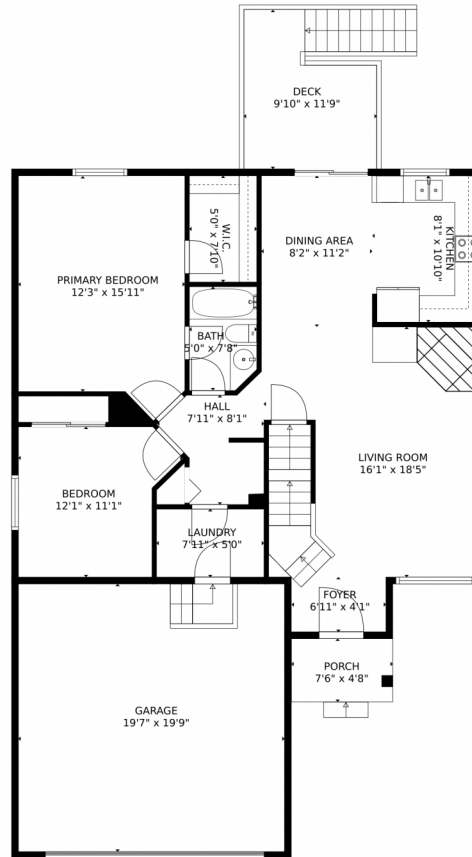 DECK
9'10" x 11'9"
W.I.C.
5'0" x 7'10"
DINING AREA
8'2" x 11'2"
KITCHEN
8'1" x 10'10"
PRIMARY BEDROOM
12'3" x 15'11"
BATH
5'0" x 7'8"
HALL
7'11" x 8'1"
LIVING ROOM
16'1" x 18'5"
BEDROOM
12'1" x 11'1"
LAUNDRY
7'11" x 5'0"
FOYER
6'11" x 4'1"
PORCH
7'6" x 4'8"
GARAGE
19'7" x 19'9"